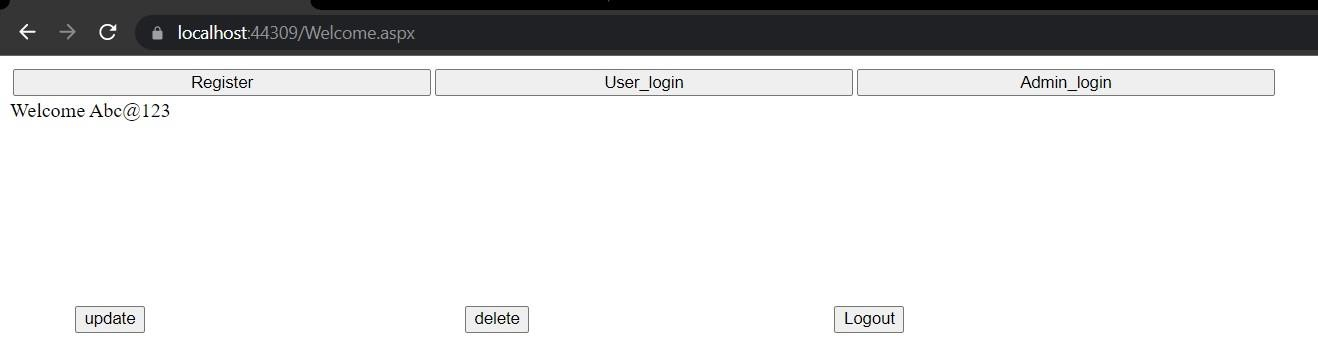 localhost:44309/Welcome.aspx
Register User_login Admin_login
Welcome Abc@123
update delete Logout